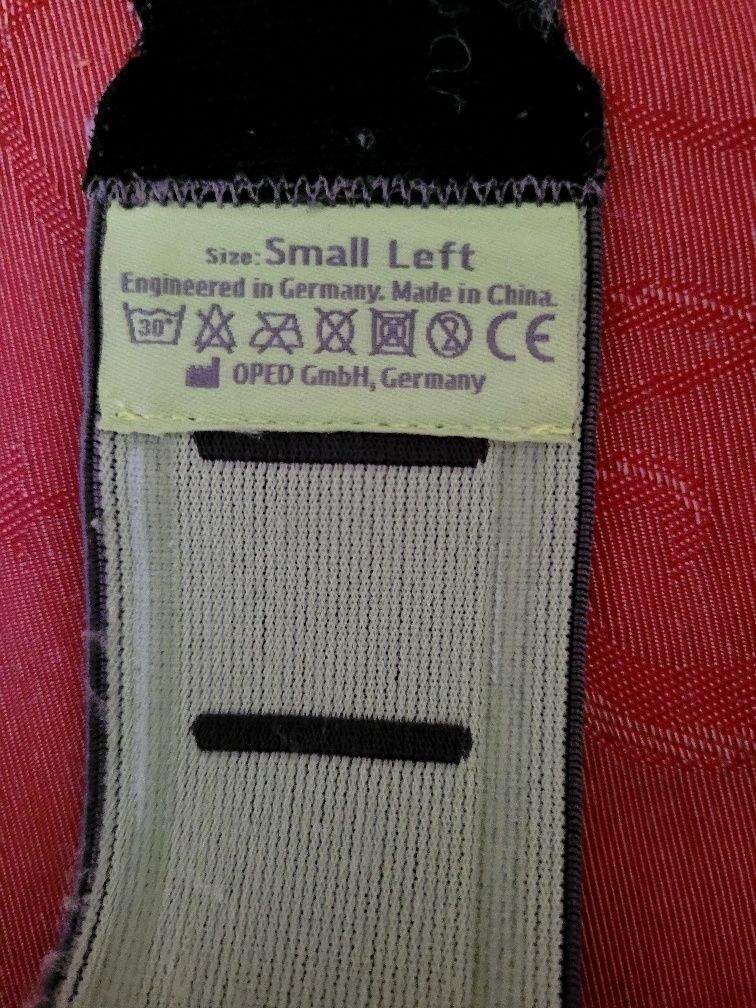 Size: Small Left
Engineered in Germany. Made in China.
30° CE
OPED GmbH, Germany